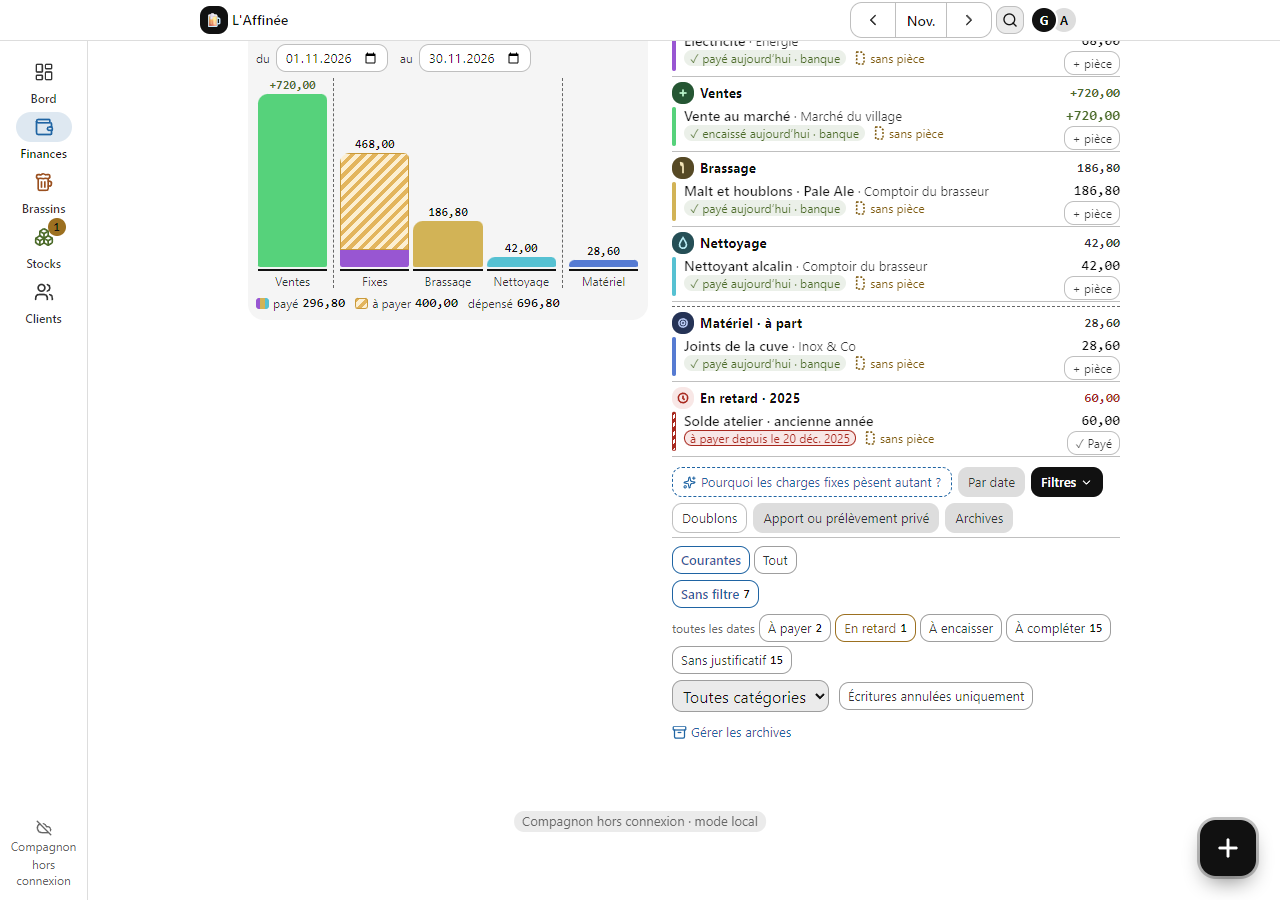 L'Affinée
Nov.
G A
Bord
Finances
Brassins
1
Stocks
Clients
Compagnon
hors
connexion
du 01.11.2026 au 30.11.2026
+720,00
468,00
186,80
42,00
28,60
Ventes Fixes Brassage Nettoyage Matériel
payé 296,80 à payer 400,00 dépensé 696,80
Électricité · Énergie 68,00
✓ payé aujourd'hui · banque sans pièce + pièce
Ventes +720,00
Vente au marché · Marché du village +720,00
✓ encaissé aujourd'hui · banque sans pièce + pièce
Brassage 186,80
Malt et houblons · Pale Ale · Comptoir du brasseur 186,80
✓ payé aujourd'hui · banque sans pièce + pièce
Nettoyage 42,00
Nettoyant alcalin · Comptoir du brasseur 42,00
✓ payé aujourd'hui · banque sans pièce + pièce
Matériel · à part 28,60
Joints de la cuve · Inox & Co 28,60
✓ payé aujourd'hui · banque sans pièce + pièce
En retard · 2025 60,00
Solde atelier · ancienne année 60,00
à payer depuis le 20 déc. 2025 sans pièce ✓ Payé
Pourquoi les charges fixes pèsent autant ? Par date Filtres
Doublons Apport ou prélèvement privé Archives
Courantes Tout
Sans filtre 7
toutes les dates À payer 2 En retard 1 À encaisser À compléter 15
Sans justificatif 15
Toutes catégories Écritures annulées uniquement
Gérer les archives
Compagnon hors connexion · mode local